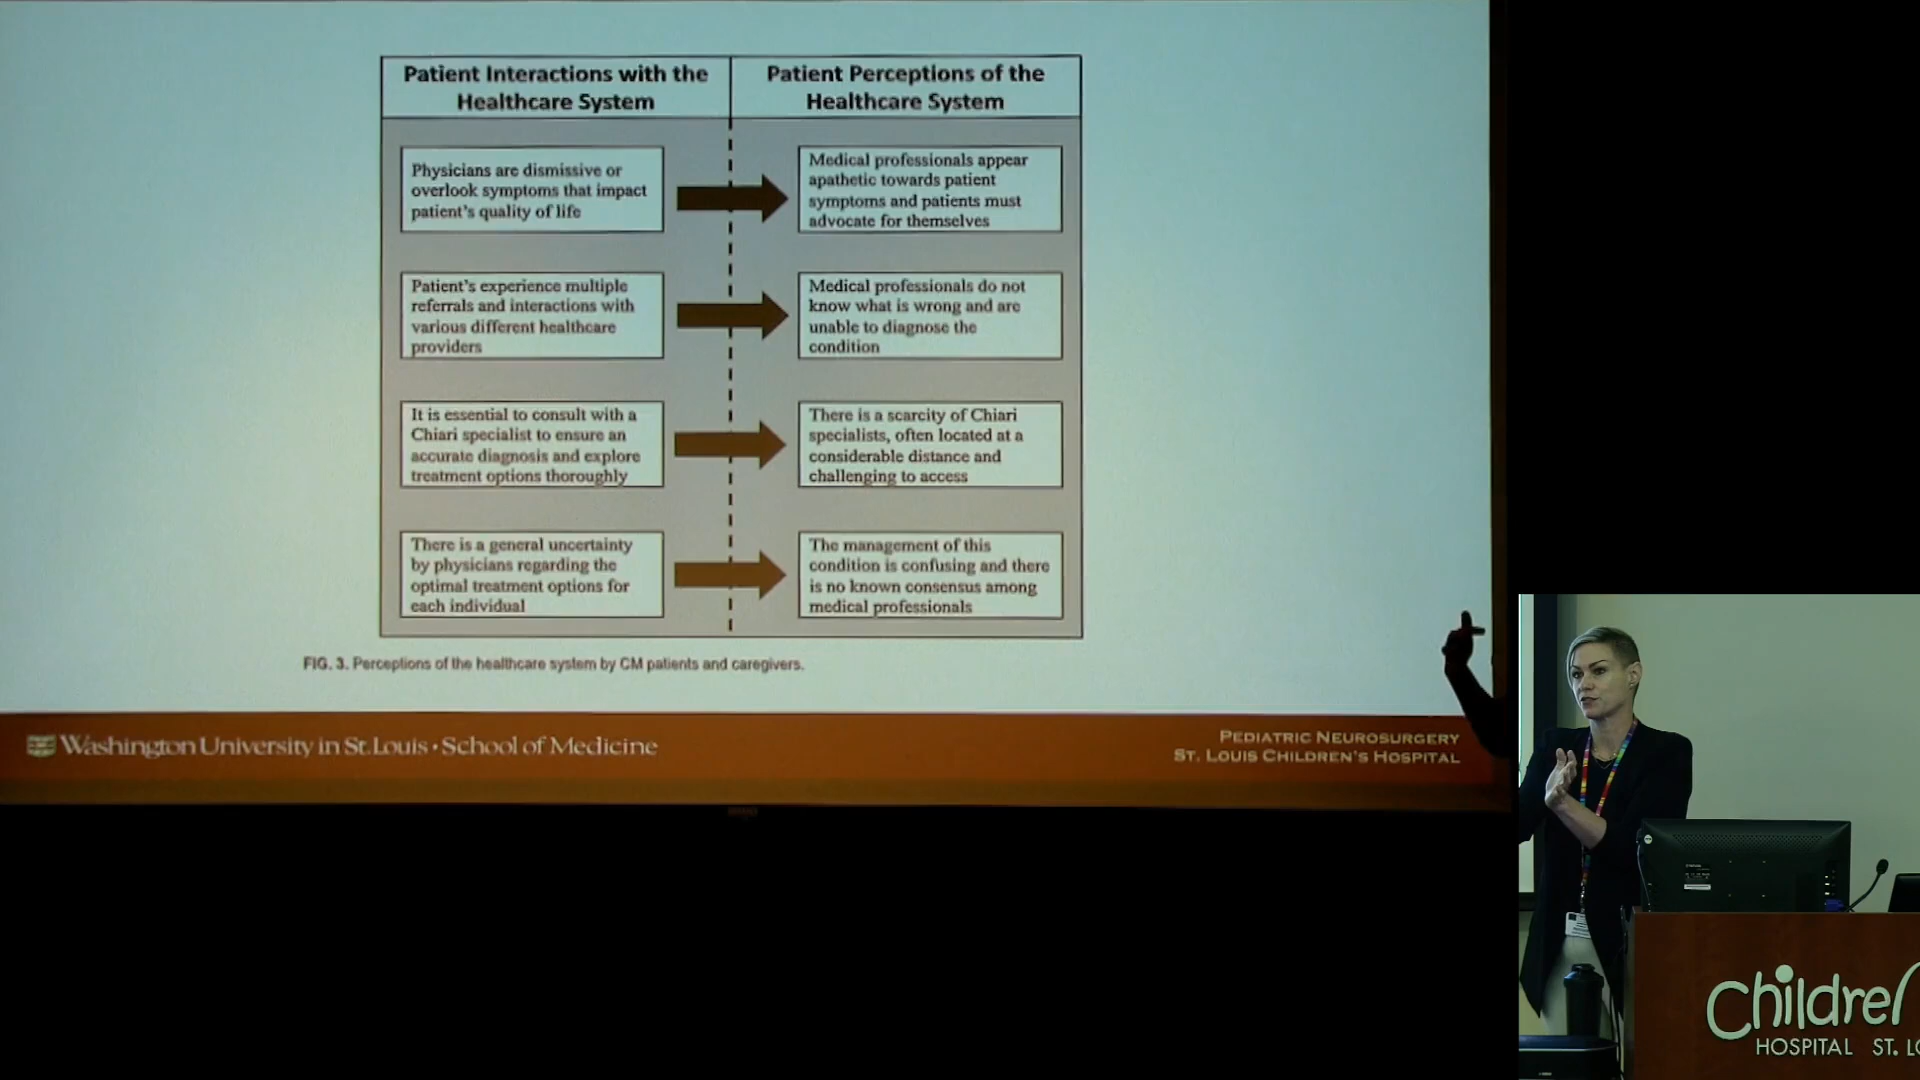 Patient Interactions with the
Healthcare System
Patient Perceptions of the
Healthcare System
Physicians are dismissive or
overlook symptoms that impact
patient's quality of life
Medical professionals appear
apathetic towards patient
symptoms and patients must
advocate for themselves
Patient's experience multiple
referrals and interactions with
various different healthcare
providers
Medical professionals do not
know what is wrong and are
unable to diagnose the
condition
It is essential to consult with a
Chiari specialist to ensure an
accurate diagnosis and explore
treatment options thoroughly
There is a scarcity of Chiari
specialists, often located at a
considerable distance and
challenging to access
There is a general uncertainty
by physicians regarding the
optimal treatment options for
each individual
The management of this
condition is confusing and there
is no known consensus among
medical professionals
FIG. 3. Perceptions of the healthcare system by CM patients and caregivers.
Washington University in St. Louis • School of Medicine
PEDIATRIC NEUROSURGERY
ST. LOUIS CHILDREN'S HOSPITAL
Childre
HOSPITAL ST. LO